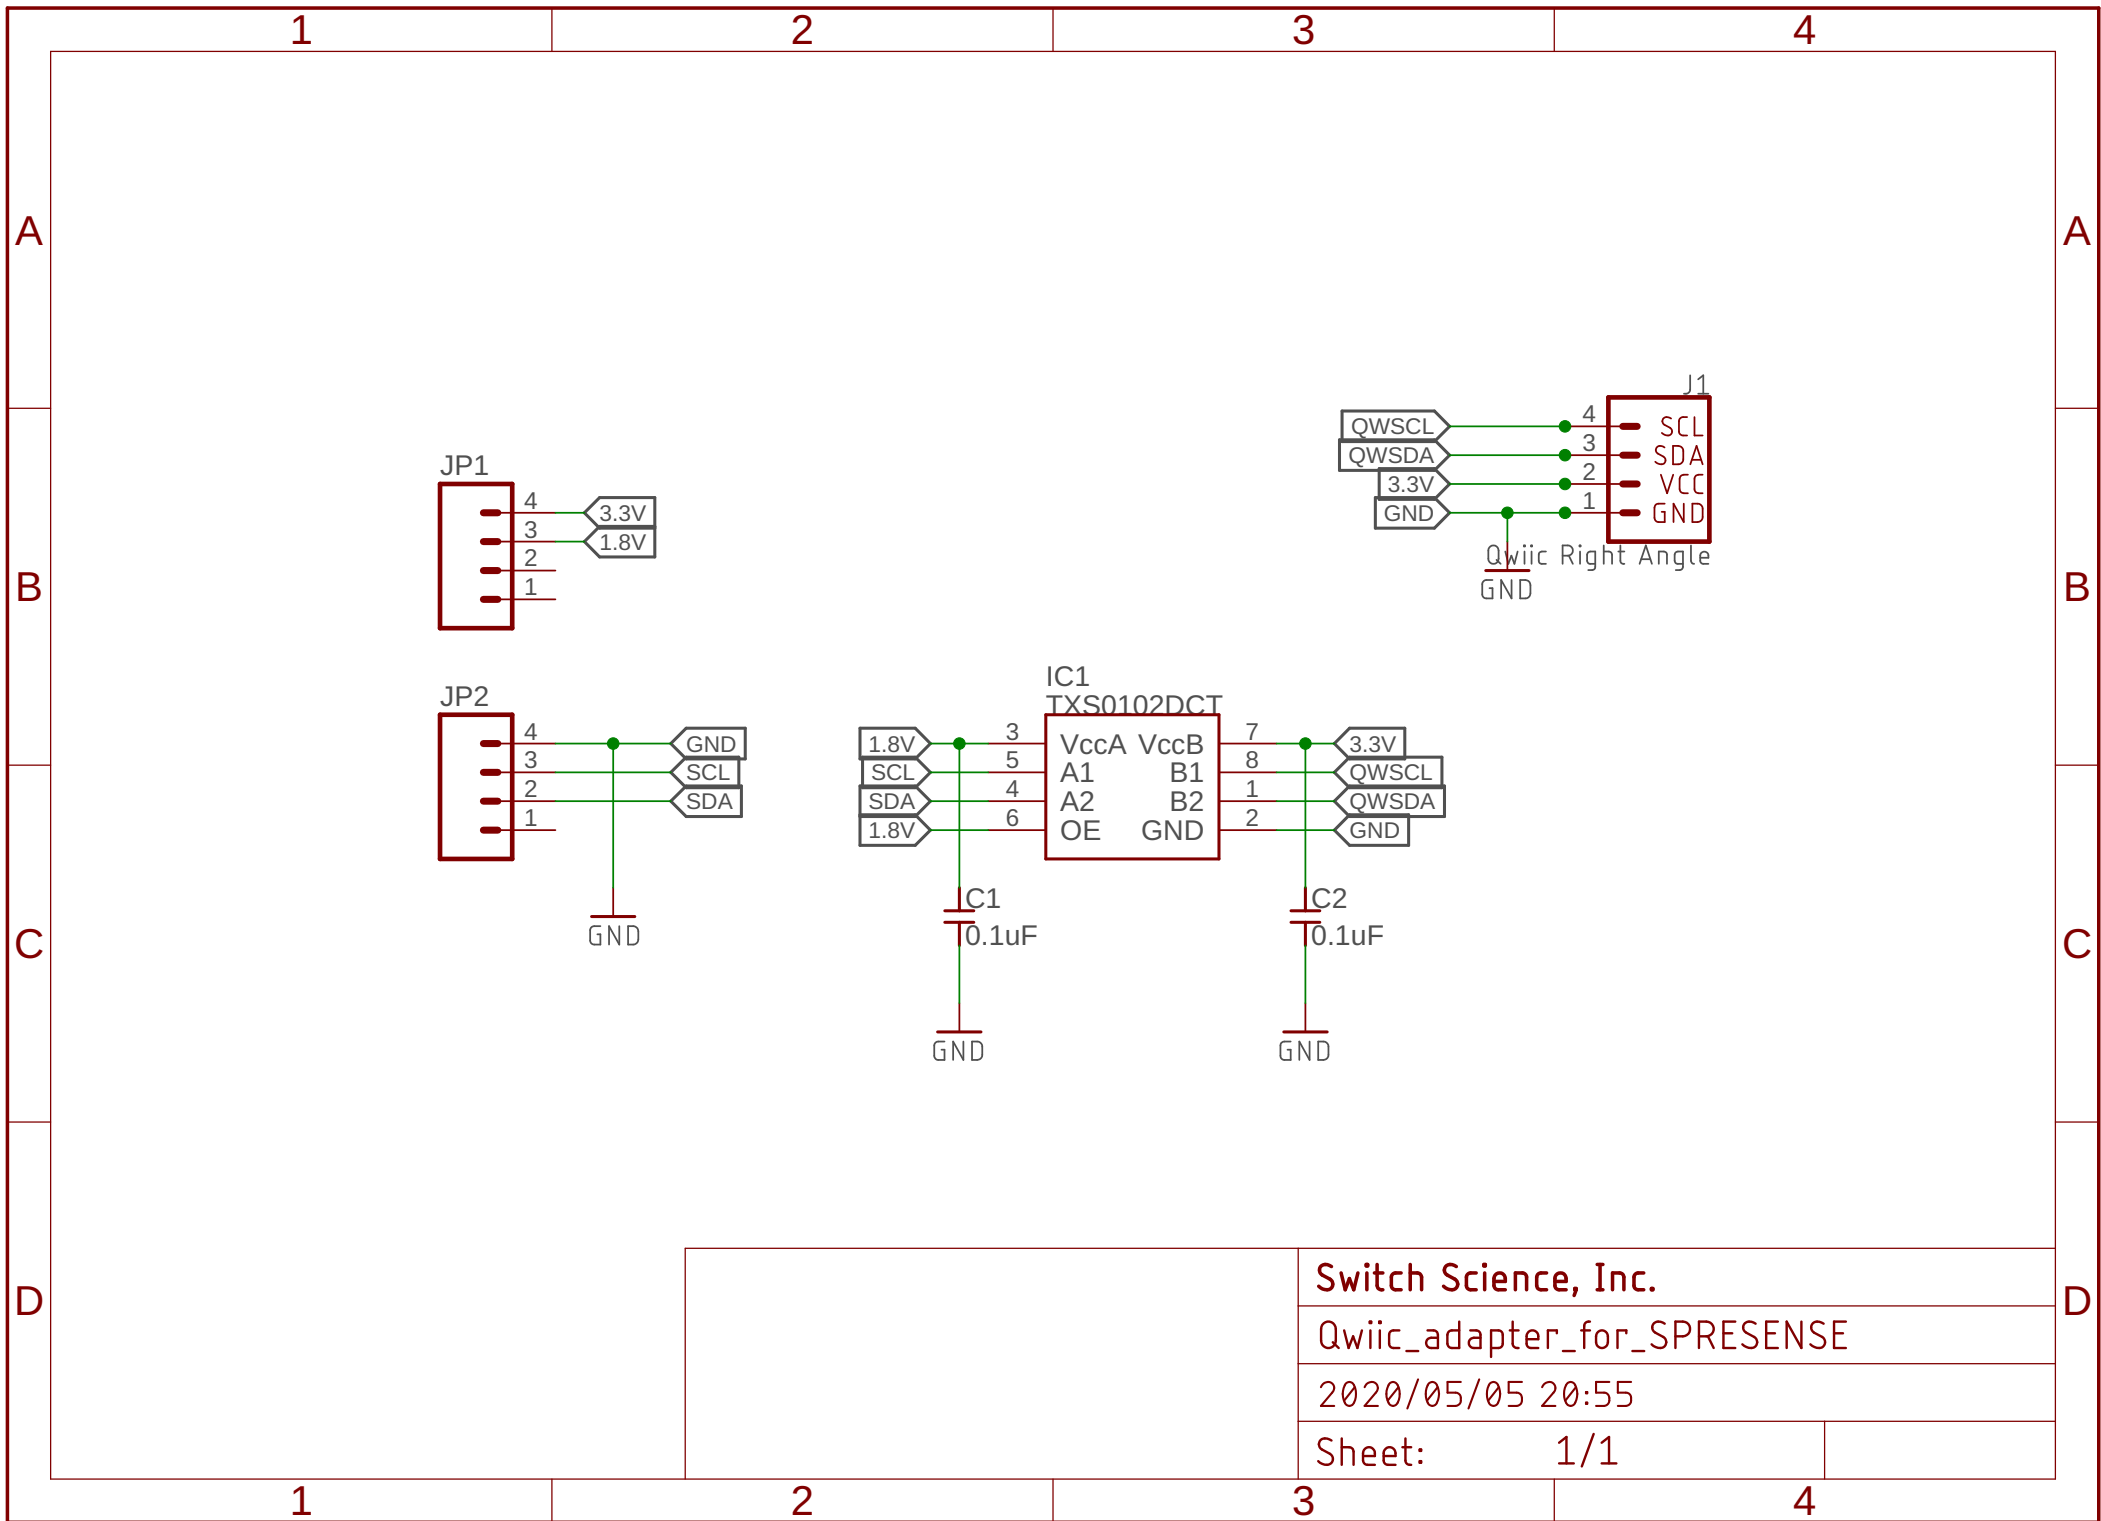 1 2 3 4
A A
J1
QWSCL 4 SCL
QWSDA 3 SDA
3.3V 2 VCC
GND 1 GND
Qwiic Right Angle
GND
JP1
4 3.3V
3 1.8V
2
1
B B
JP2
4 GND
3 SCL
2 SDA
1
GND
IC1
TXS0102DCT
1.8V 3 VccA VccB 7 3.3V
SCL 5 A1 B1 8 QWSCL
SDA 4 A2 B2 1 QWSDA
1.8V 6 OE GND 2 GND
C1 C2
0.1uF 0.1uF
C C
GND GND
Switch Science, Inc.
D D
Qwiic_adapter_for_SPRESENSE
2020/05/05 20:55
Sheet: 1/1
1 2 3 4